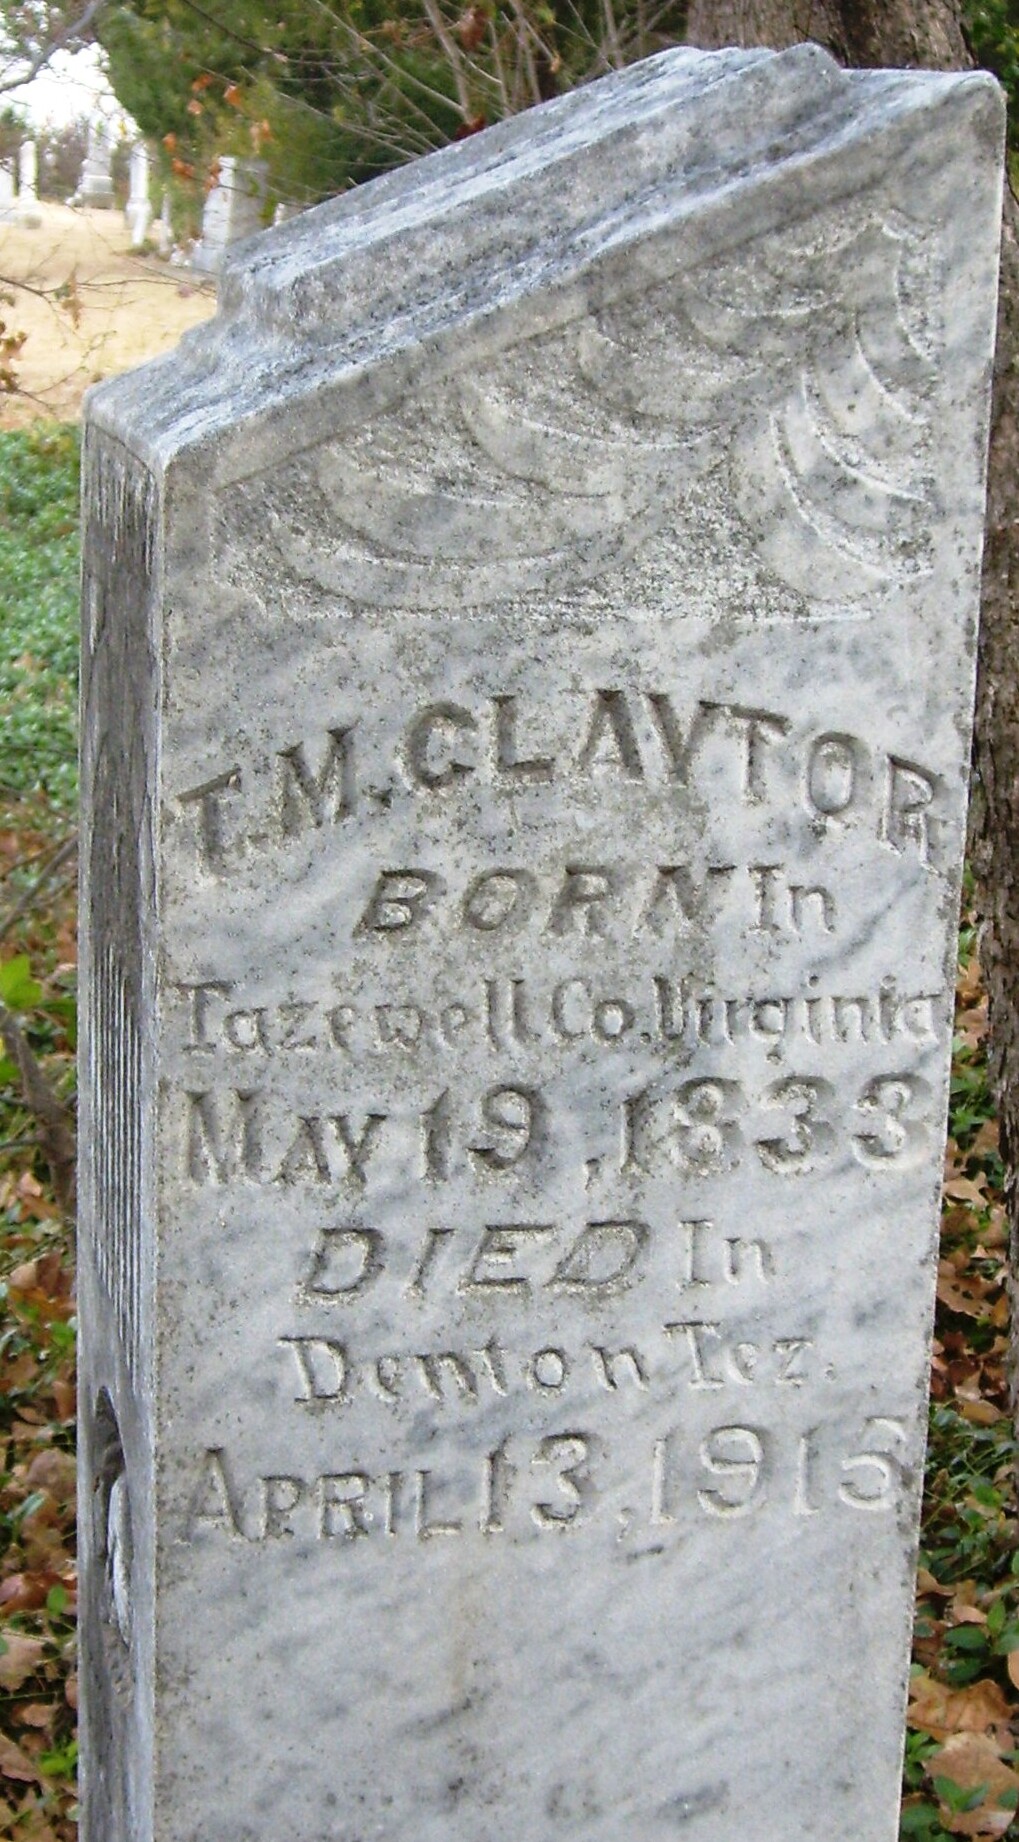 T.M. CLAYTOR
BORN In
Tazewell Co. Virginia
MAY 19, 1833
DIED In
Denton Tex.
APRIL 13, 1915